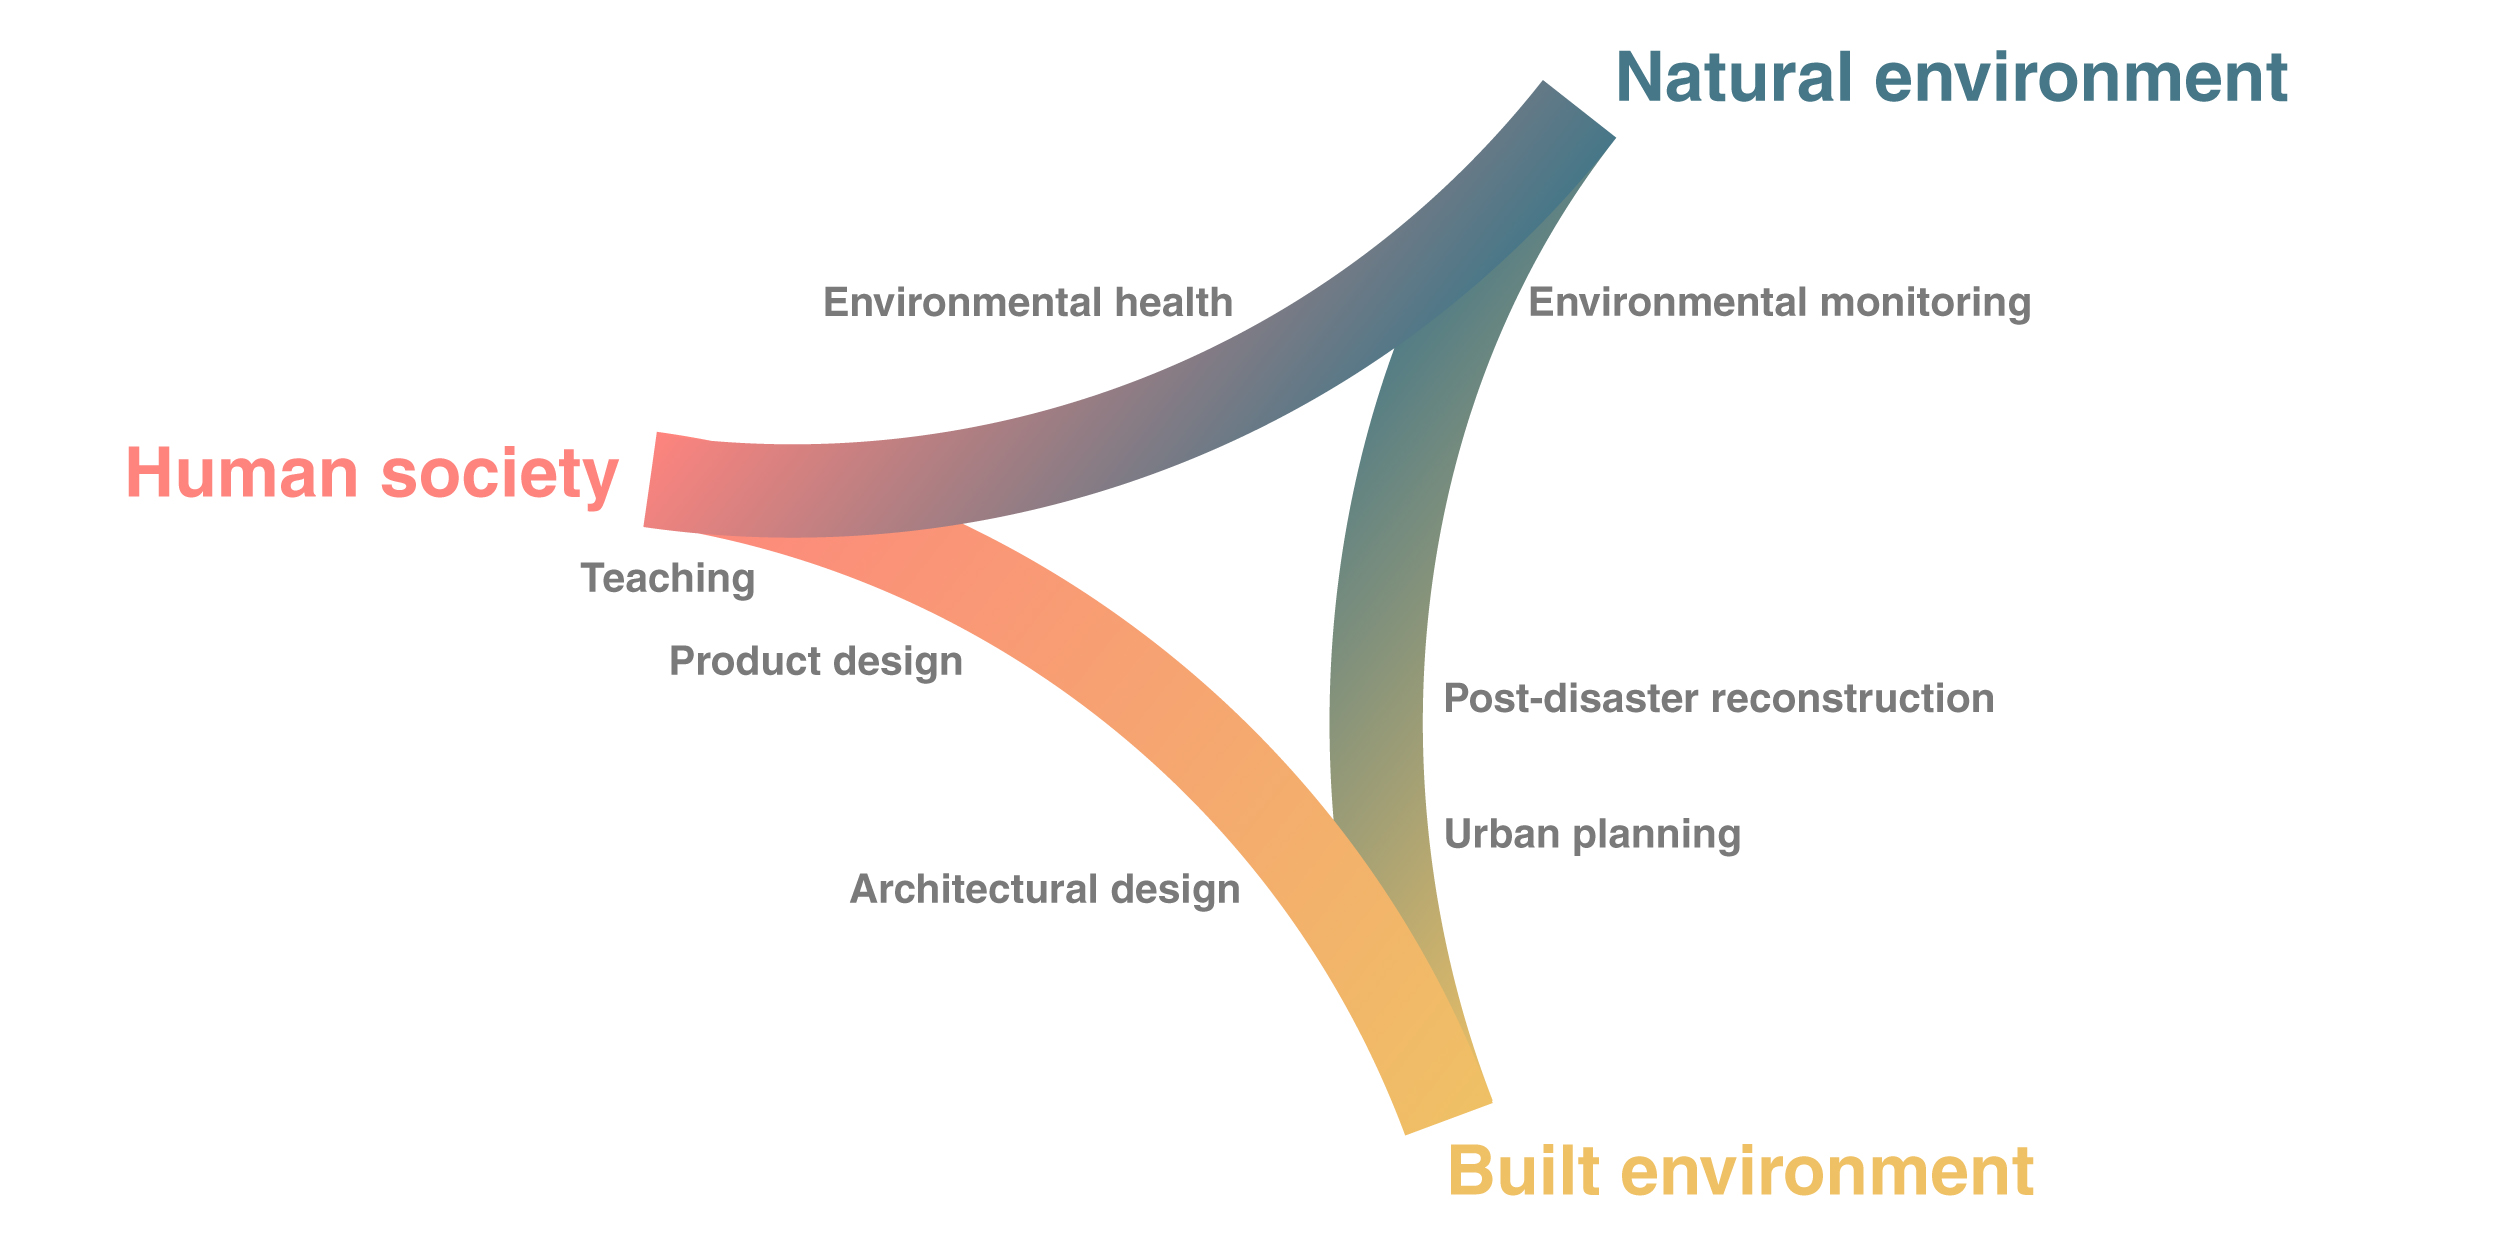 Natural environment
Environmental health
Environmental monitoring
Human society
Teaching
Product design
Post-disaster reconstruction
Urban planning
Architectural design
Built environment